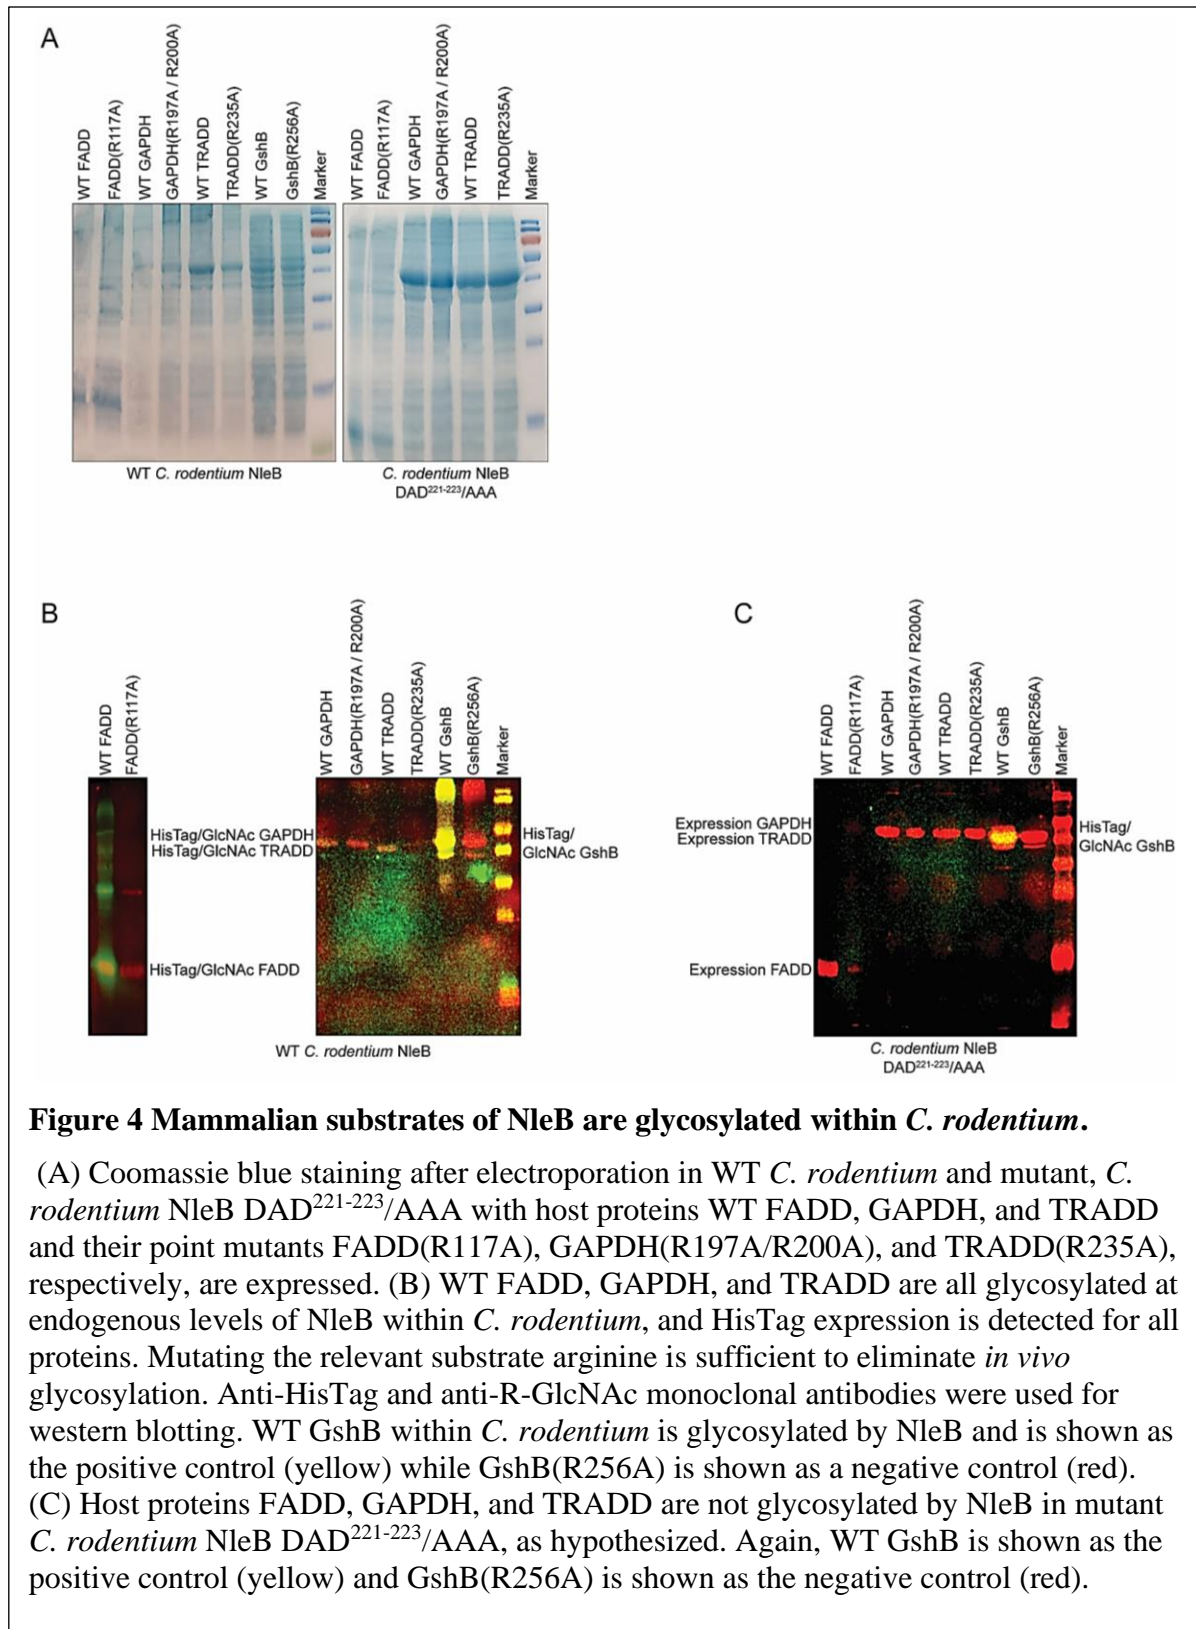 A
WT FADD
FADD(R117A)
WT GAPDH
GAPDH(R197A / R200A)
WT TRADD
TRADD(R235A)
WT GshB
GshB(R256A)
Marker
WT FADD
FADD(R117A)
WT GAPDH
GAPDH(R197A / R200A)
WT TRADD
TRADD(R235A)
Marker
WT C. rodentium NleB
C. rodentium NleB
DAD221-223/AAA
B
WT FADD
FADD(R117A)
HisTag/GlcNAc GAPDH
HisTag/GlcNAc TRADD
HisTag/GlcNAc FADD
WT GAPDH
GAPDH(R197A / R200A)
WT TRADD
TRADD(R235A)
WT GshB
GshB(R256A)
Marker
HisTag/
GlcNAc GshB
WT C. rodentium NleB
C
WT FADD
FADD(R117A)
WT GAPDH
GAPDH(R197A / R200A)
WT TRADD
TRADD(R235A)
WT GshB
GshB(R256A)
Marker
Expression GAPDH
Expression TRADD
Expression FADD
HisTag/
GlcNAc GshB
C. rodentium NleB
DAD221-223/AAA
Figure 4 Mammalian substrates of NleB are glycosylated within C. rodentium.
(A) Coomassie blue staining after electroporation in WT C. rodentium and mutant, C.
rodentium NleB DAD221-223/AAA with host proteins WT FADD, GAPDH, and TRADD
and their point mutants FADD(R117A), GAPDH(R197A/R200A), and TRADD(R235A),
respectively, are expressed. (B) WT FADD, GAPDH, and TRADD are all glycosylated at
endogenous levels of NleB within C. rodentium, and HisTag expression is detected for all
proteins. Mutating the relevant substrate arginine is sufficient to eliminate in vivo
glycosylation. Anti-HisTag and anti-R-GlcNAc monoclonal antibodies were used for
western blotting. WT GshB within C. rodentium is glycosylated by NleB and is shown as
the positive control (yellow) while GshB(R256A) is shown as a negative control (red).
(C) Host proteins FADD, GAPDH, and TRADD are not glycosylated by NleB in mutant
C. rodentium NleB DAD221-223/AAA, as hypothesized. Again, WT GshB is shown as the
positive control (yellow) and GshB(R256A) is shown as the negative control (red).